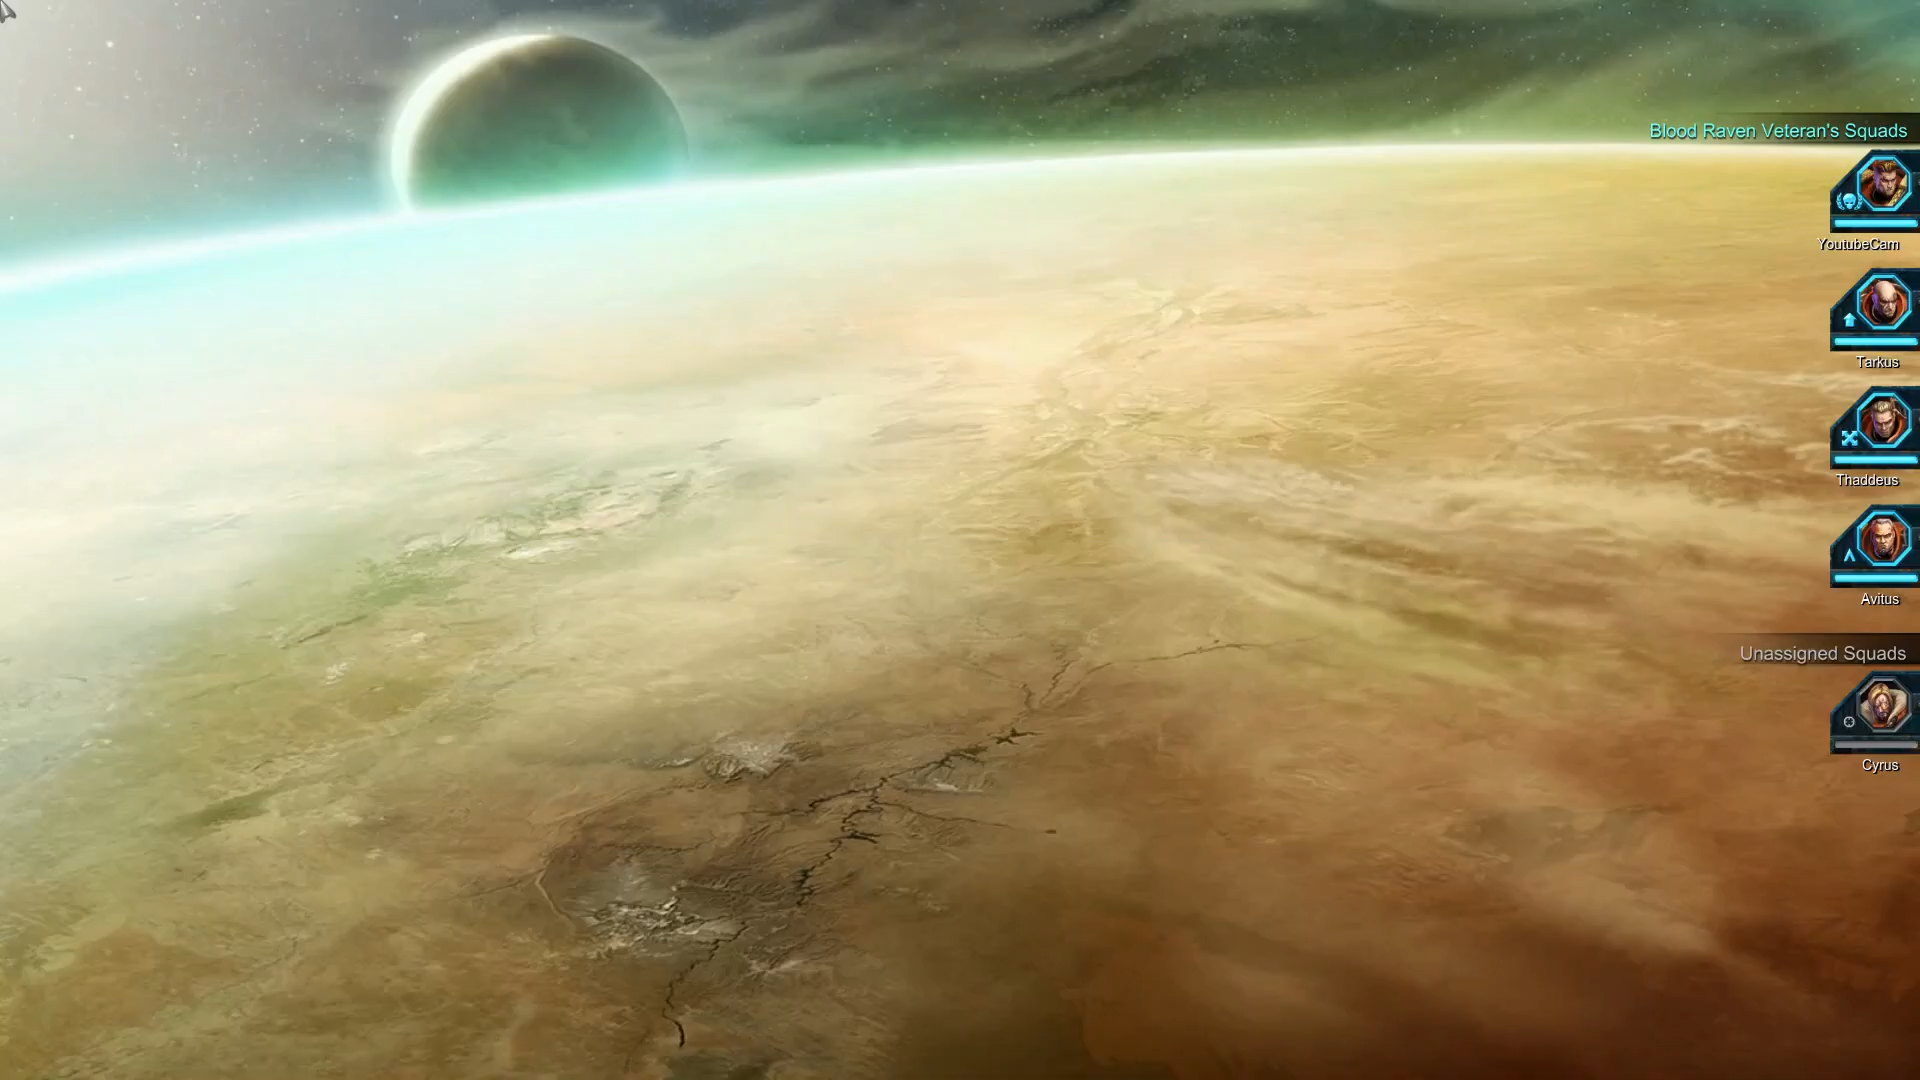 Blood Raven Veteran's Squads
YoutubeCam
Tarkus
Thaddeus
Avitus
Unassigned Squads
Cyrus